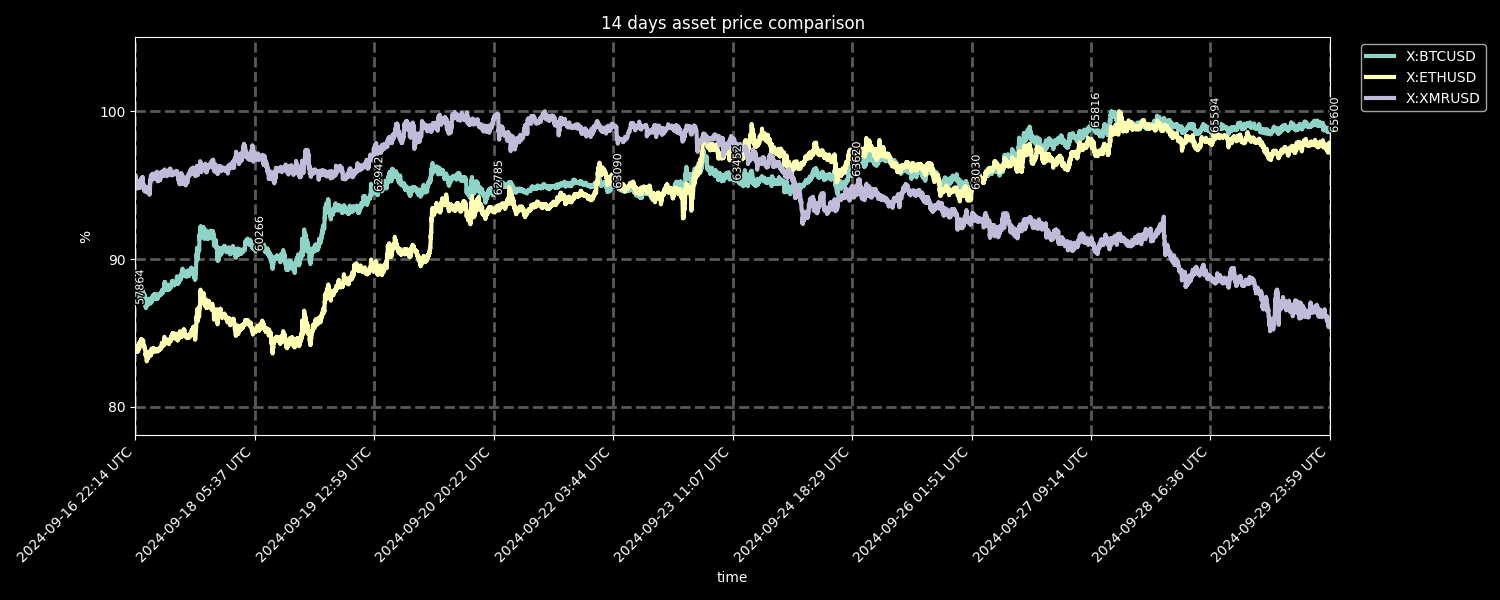 14 days asset price comparison
X:BTCUSD
X:ETHUSD
X:XMRUSD
100
90
80
%
57864
60266
62942
62785
63090
63452
63620
63030
65816
65594
65600
2024-09-16 22:14 UTC
2024-09-18 05:37 UTC
2024-09-19 12:59 UTC
2024-09-20 20:22 UTC
2024-09-22 03:44 UTC
2024-09-23 11:07 UTC
2024-09-24 18:29 UTC
2024-09-26 01:51 UTC
2024-09-27 09:14 UTC
2024-09-28 16:36 UTC
2024-09-29 23:59 UTC
time